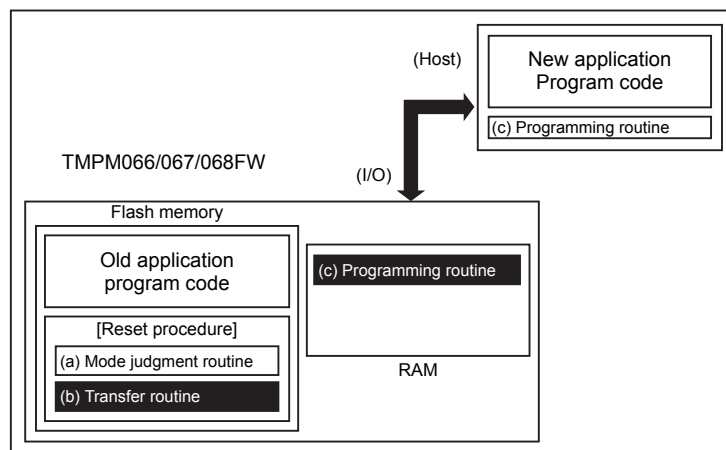 (Host)
New application
Program code
(c) Programming routine
TMPM066/067/068FW
(I/O)
Flash memory
Old application
program code
[Reset procedure]
(a) Mode judgment routine
(b) Transfer routine
(c) Programming routine
RAM